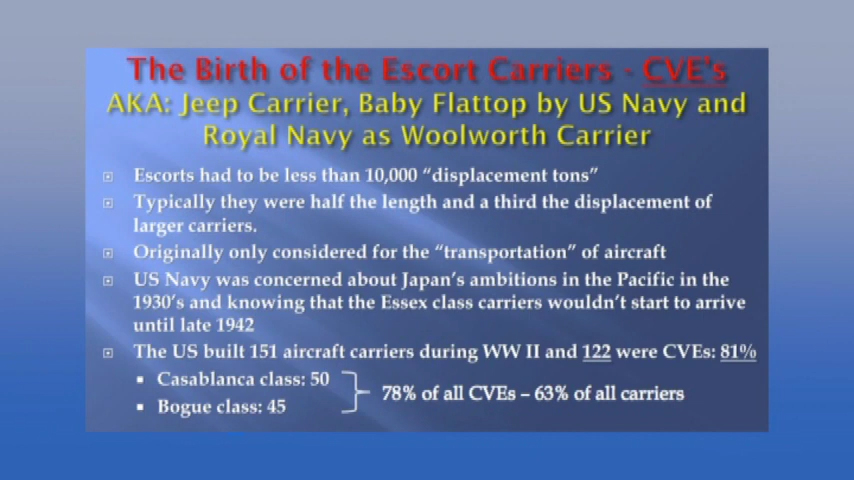 The Birth of the Escort Carriers - CVE's
AKA: Jeep Carrier, Baby Flattop by US Navy and
Royal Navy as Woolworth Carrier
Escorts had to be less than 10,000 “displacement tons”
Typically they were half the length and a third the displacement of
larger carriers.
Originally only considered for the “transportation” of aircraft
US Navy was concerned about Japan’s ambitions in the Pacific in the
1930’s and knowing that the Essex class carriers wouldn’t start to arrive
until late 1942
The US built 151 aircraft carriers during WW II and 122 were CVEs: 81%
Casablanca class: 50
78% of all CVEs – 63% of all carriers
Bogue class: 45